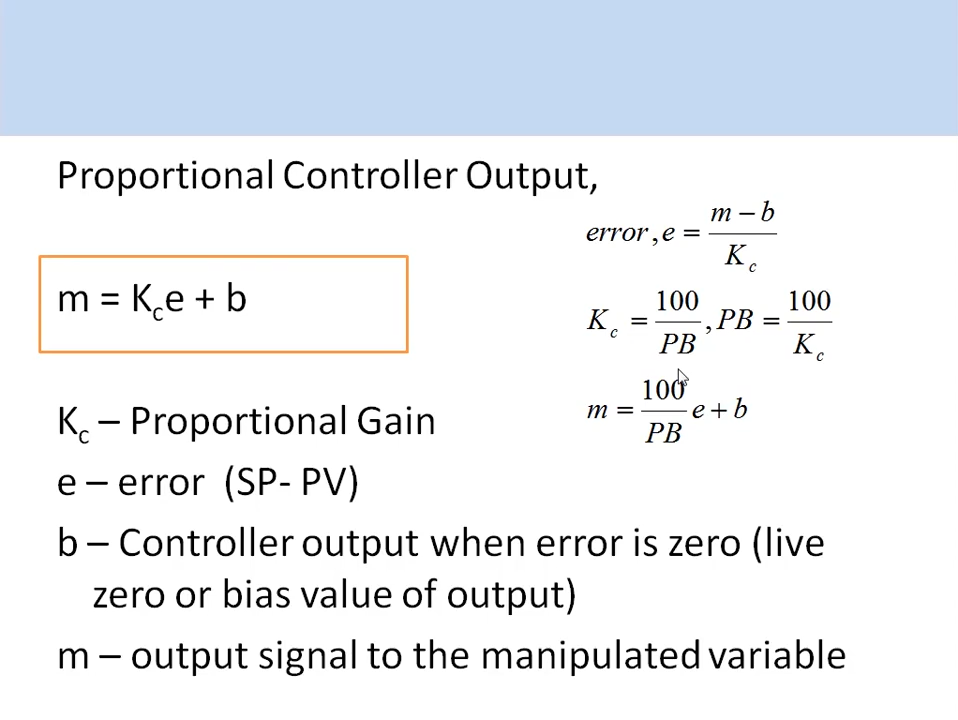 Proportional Controller Output,
error, e = (m − b) / K_c
m = K_ce + b
K_c = 100 / PB , PB = 100 / K_c
m = 100 / PB e + b
K_c – Proportional Gain
e – error (SP- PV)
b – Controller output when error is zero (live
zero or bias value of output)
m – output signal to the manipulated variable